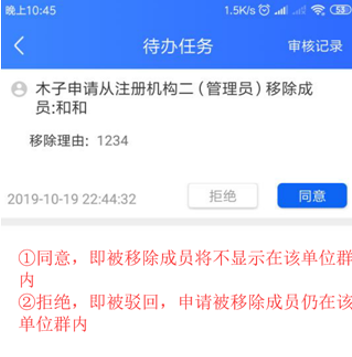 晚上10:45
1.5K/s
53
待办任务
审核记录
木子申请从注册机构二（管理员）移除成
员:和和
移除理由: 1234
2019-10-19 22:44:32
拒绝
同意
①同意，即被移除成员将不显示在该单位群
内
②拒绝，即被驳回，申请被移除成员仍在该
单位群内